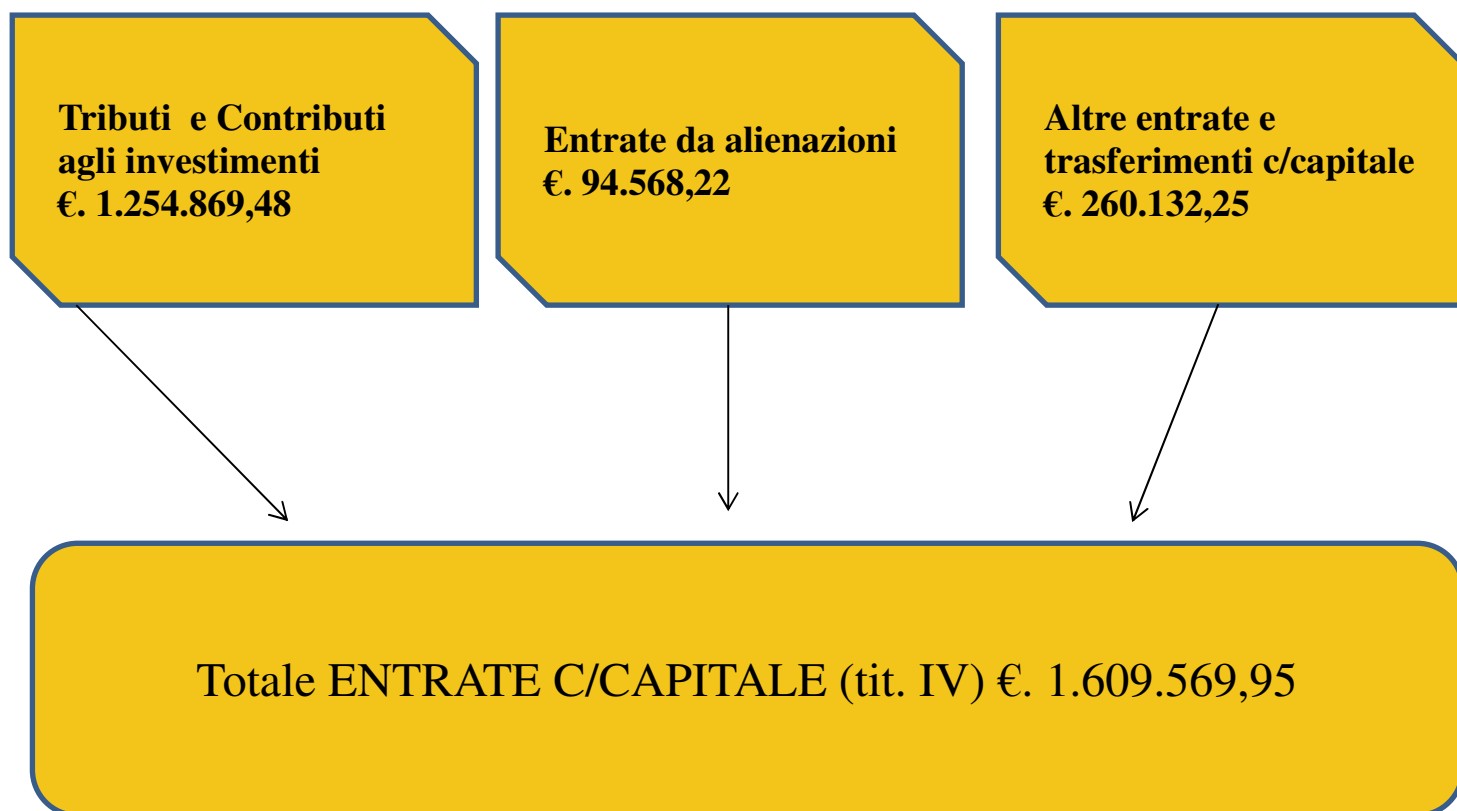 Tributi e Contributi
agli investimenti
€. 1.254.869,48
Entrate da alienazioni
€. 94.568,22
Altre entrate e
trasferimenti c/capitale
€. 260.132,25
Totale ENTRATE C/CAPITALE (tit. IV) €. 1.609.569,95